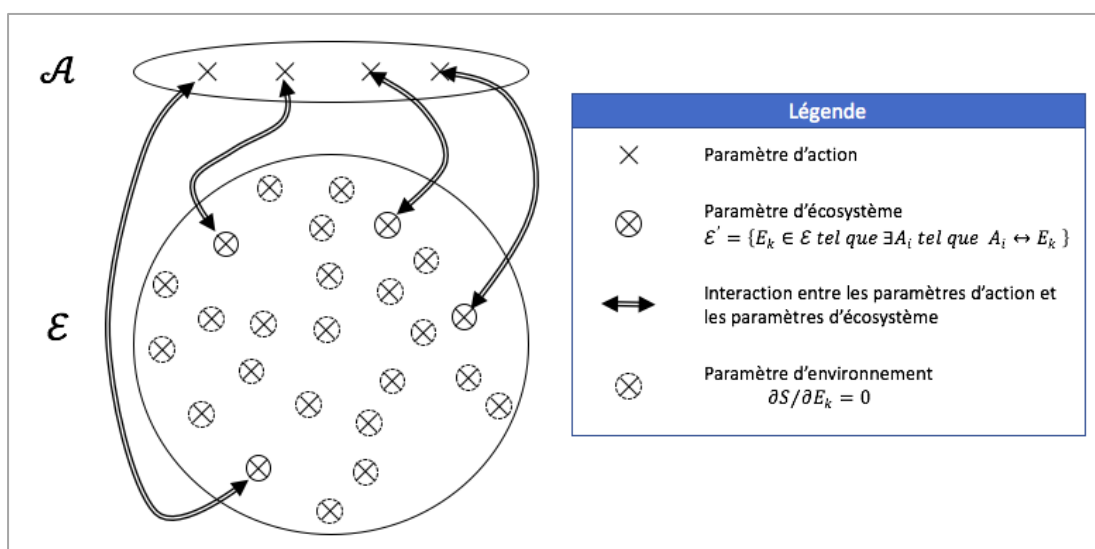 𝒜
ℰ
Légende
Paramètre d'action
Paramètre d'écosystème
ℰ' = {E_k ∈ ℰ tel que ∃A_i tel que A_i ↔ E_k }
Interaction entre les paramètres d'action et
les paramètres d'écosystème
Paramètre d'environnement
∂S/∂E_k = 0